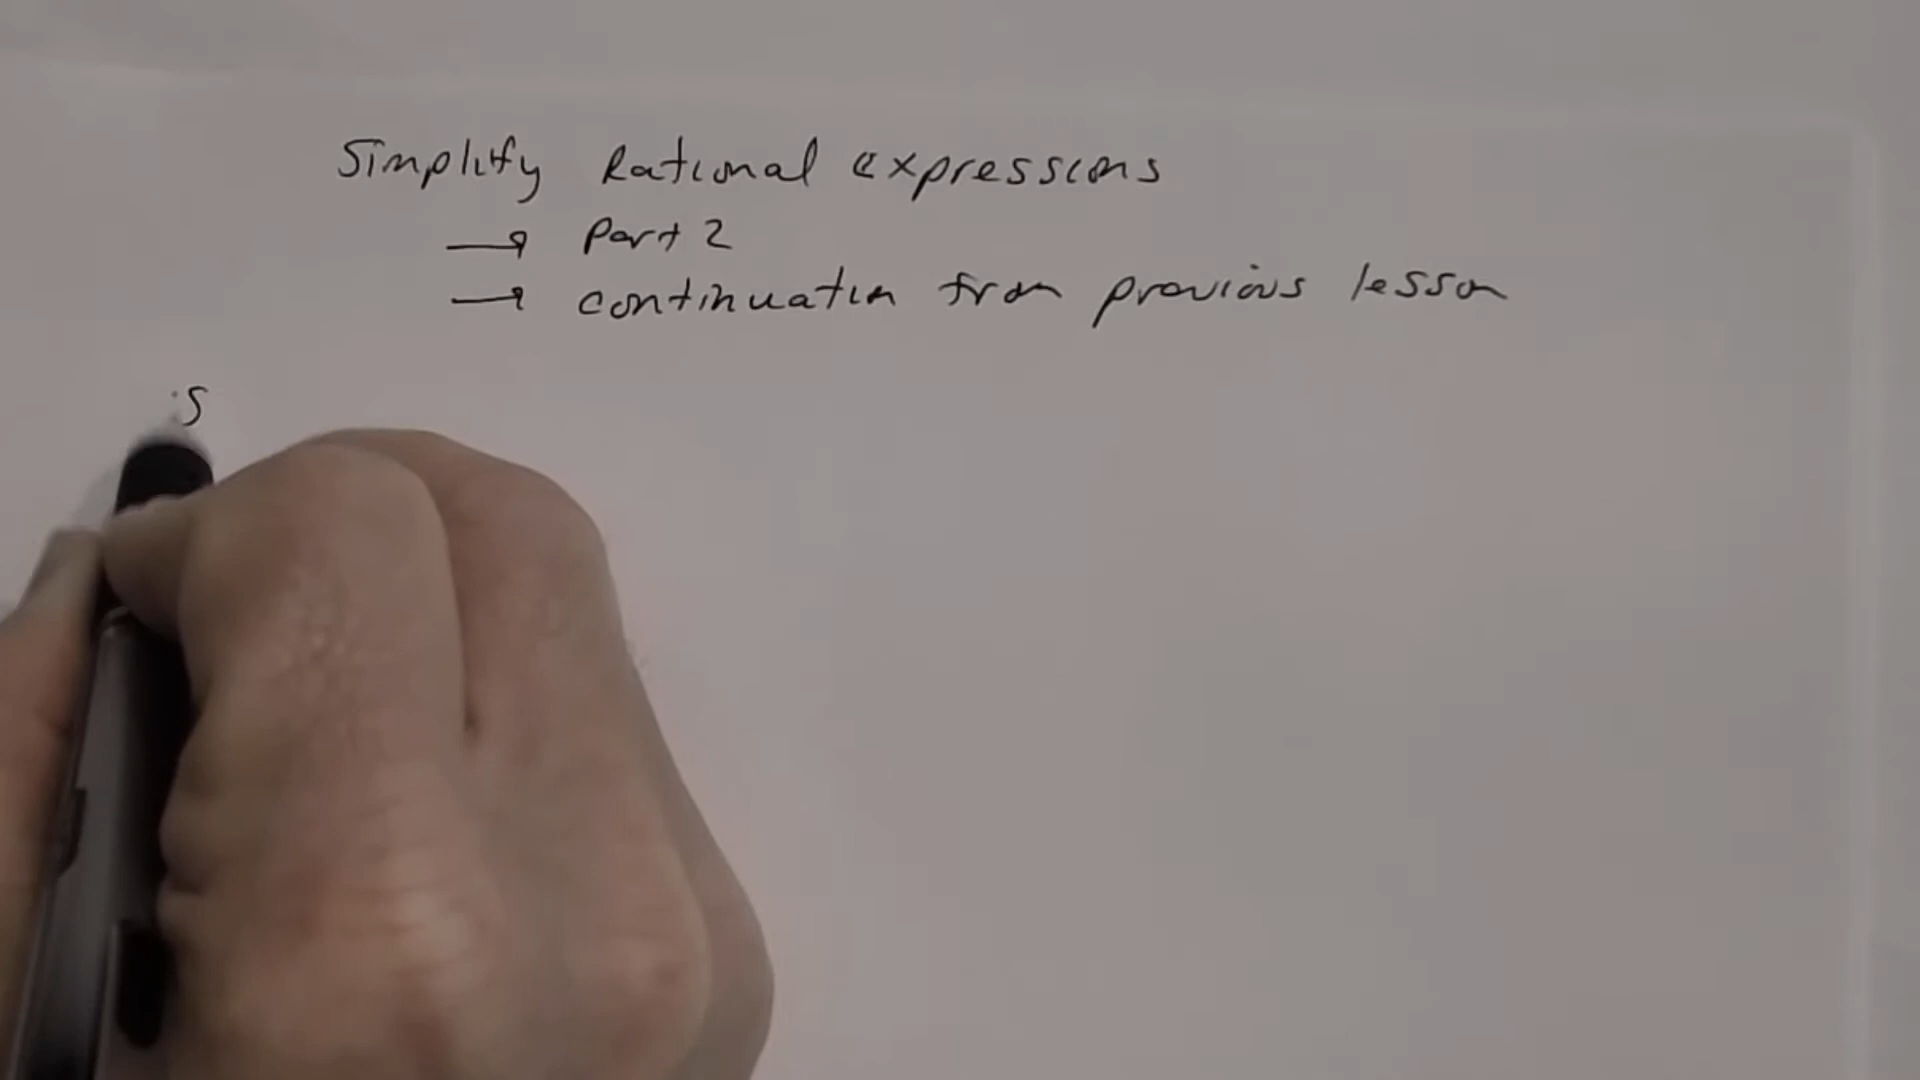 Simplify Rational expressions
→ Part 2
→ continuation from previous lesson
S